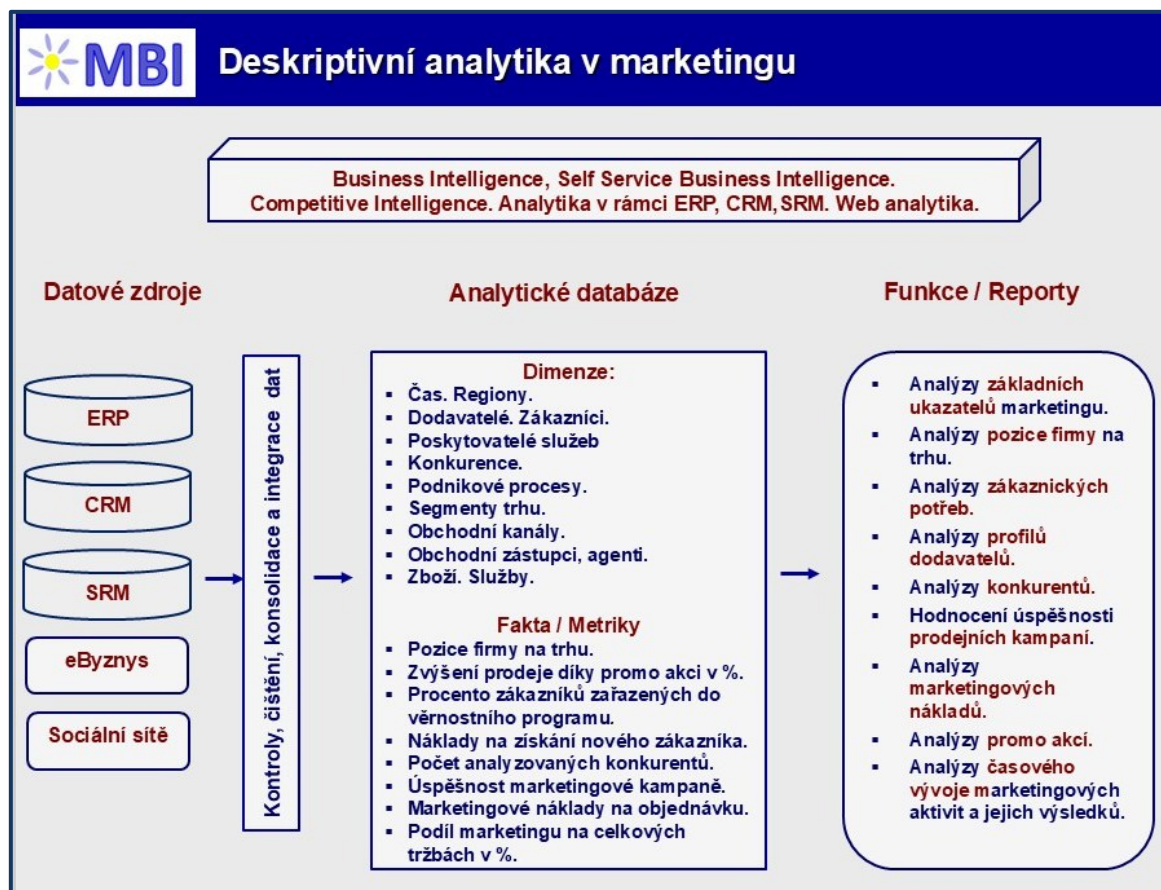 MBI
Deskriptivní analytika v marketingu
Business Intelligence, Self Service Business Intelligence.
Competitive Intelligence. Analytika v rámci ERP, CRM, SRM. Web analytika.
Datové zdroje
ERP
CRM
SRM
eByznys
Sociální sítě
Kontroly, čištění, konsolidace a integrace dat
Analytické databáze
Dimenze:
▪ Čas. Regiony.
▪ Dodavatelé. Zákazníci.
▪ Poskytovatelé služeb
▪ Konkurence.
▪ Podnikové procesy.
▪ Segmenty trhu.
▪ Obchodní kanály.
▪ Obchodní zástupci, agenti.
▪ Zboží. Služby.
Fakta / Metriky
▪ Pozice firmy na trhu.
▪ Zvýšení prodeje díky promo akci v %.
▪ Procento zákazníků zařazených do
věrnostního programu.
▪ Náklady na získání nového zákazníka.
▪ Počet analyzovaných konkurentů.
▪ Úspěšnost marketingové kampaně.
▪ Marketingové náklady na objednávku.
▪ Podíl marketingu na celkových
tržbách v %.
Funkce / Reporty
▪ Analýzy základních
ukazatelů marketingu.
▪ Analýzy pozice firmy na
trhu.
▪ Analýzy zákaznických
potřeb.
▪ Analýzy profilů
dodavatelů.
▪ Analýzy konkurentů.
▪ Hodnocení úspěšnosti
prodejních kampaní.
▪ Analýzy
marketingových
nákladů.
▪ Analýzy promo akcí.
▪ Analýzy časového
vývoje marketingových
aktivit a jejich výsledků.